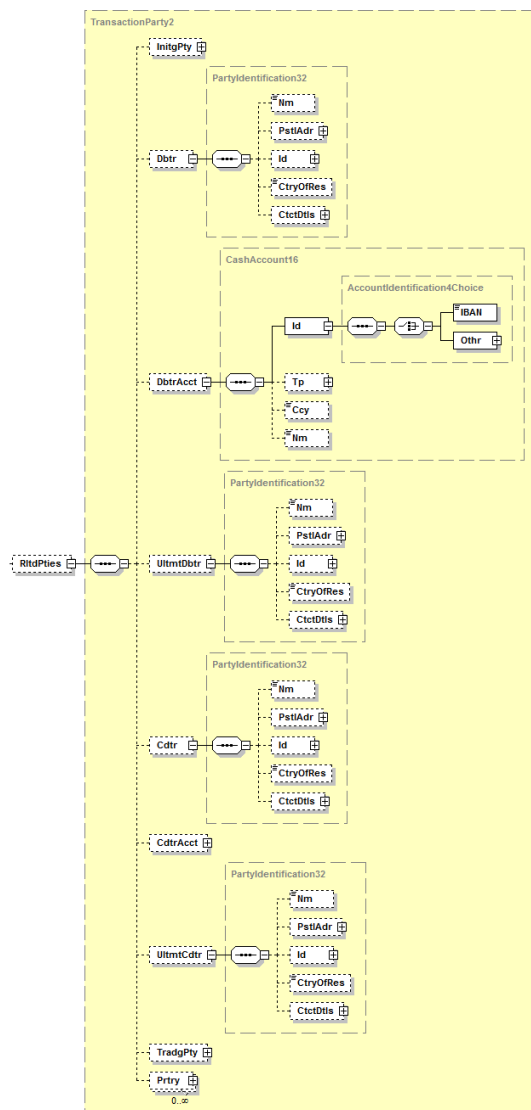 TransactionParty2
InitgPty
PartyIdentification32
Nm
PstlAdr
Dbtr
Id
CtryOfRes
CtctDtls
CashAccount16
AccountIdentification4Choice
IBAN
Id
Othr
DbtrAcct
Tp
Ccy
Nm
PartyIdentification32
Nm
PstlAdr
RltdPties
UltmtDbtr
Id
CtryOfRes
CtctDtls
PartyIdentification32
Nm
PstlAdr
Cdtr
Id
CtryOfRes
CtctDtls
CdtrAcct
PartyIdentification32
Nm
PstlAdr
UltmtCdtr
Id
CtryOfRes
CtctDtls
TradgPty
Prtry
0..∞